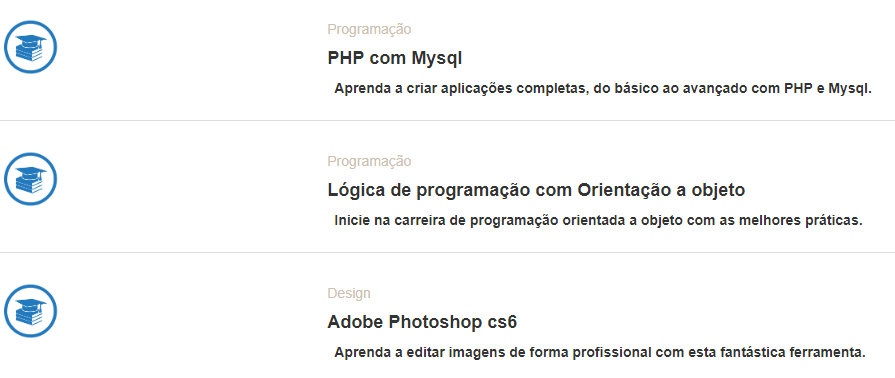 Programação
PHP com Mysql
Aprenda a criar aplicações completas, do básico ao avançado com PHP e Mysql.
Programação
Lógica de programação com Orientação a objeto
Inicie na carreira de programação orientada a objeto com as melhores práticas.
Design
Adobe Photoshop cs6
Aprenda a editar imagens de forma profissional com esta fantástica ferramenta.